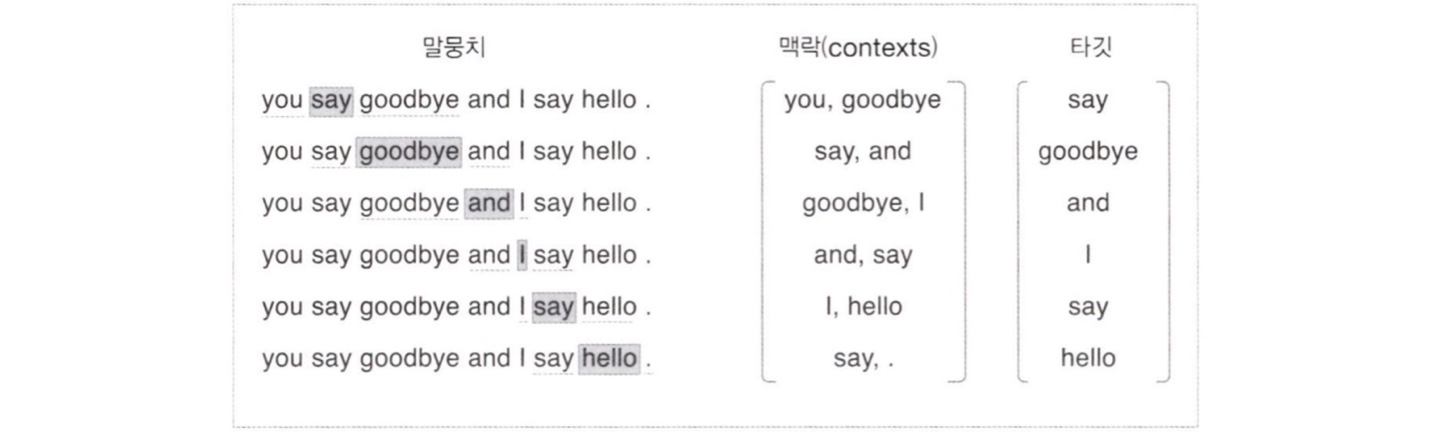 말뭉치 맥락(contexts) 타깃
you say goodbye and I say hello . you, goodbye say
you say goodbye and I say hello . say, and goodbye
you say goodbye and I say hello . goodbye, I and
you say goodbye and I say hello . and, say I
you say goodbye and I say hello . I, hello say
you say goodbye and I say hello . say, . hello